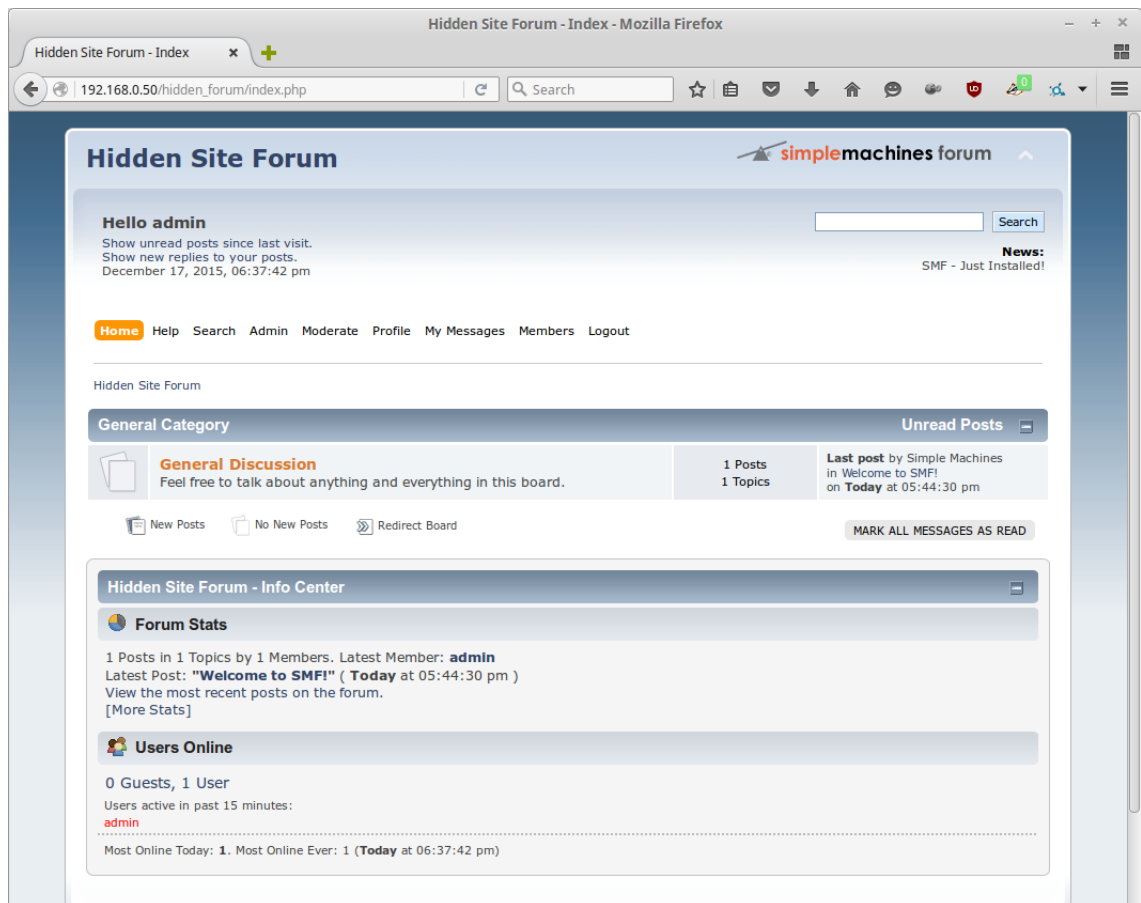 Hidden Site Forum - Index - Mozilla Firefox
Hidden Site Forum - Index
192.168.0.50/hidden_forum/index.php
Search
0
Hidden Site Forum
simplemachines forum
Hello admin
Show unread posts since last visit.
Show new replies to your posts.
December 17, 2015, 06:37:42 pm
Search
News:
SMF - Just Installed!
Home Help Search Admin Moderate Profile My Messages Members Logout
Hidden Site Forum
General Category Unread Posts
General Discussion
Feel free to talk about anything and everything in this board.
1 Posts
1 Topics
Last post by Simple Machines
in Welcome to SMF!
on Today at 05:44:30 pm
New Posts No New Posts Redirect Board
MARK ALL MESSAGES AS READ
Hidden Site Forum - Info Center
Forum Stats
1 Posts in 1 Topics by 1 Members. Latest Member: admin
Latest Post: "Welcome to SMF!" ( Today at 05:44:30 pm )
View the most recent posts on the forum.
[More Stats]
Users Online
0 Guests, 1 User
Users active in past 15 minutes:
admin
Most Online Today: 1. Most Online Ever: 1 (Today at 06:37:42 pm)